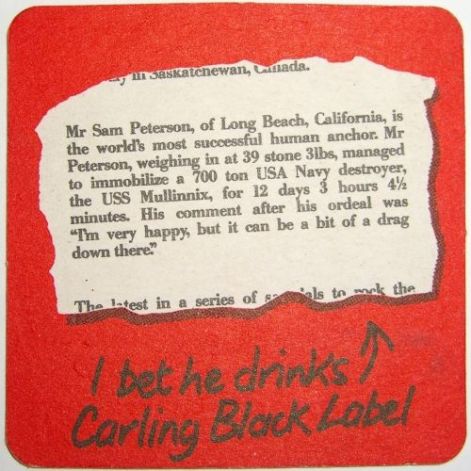 in Saskatchewan, Canada.
Mr Sam Peterson, of Long Beach, California, is
the world's most successful human anchor. Mr
Peterson, weighing in at 39 stone 3lbs, managed
to immobilize a 700 ton USA Navy destroyer,
the USS Mullinnix, for 12 days 3 hours 4½
minutes. His comment after his ordeal was
"I'm very happy, but it can be a bit of a drag
down there."
The latest in a series of to rock the
I bet he drinks
Carling Black Label